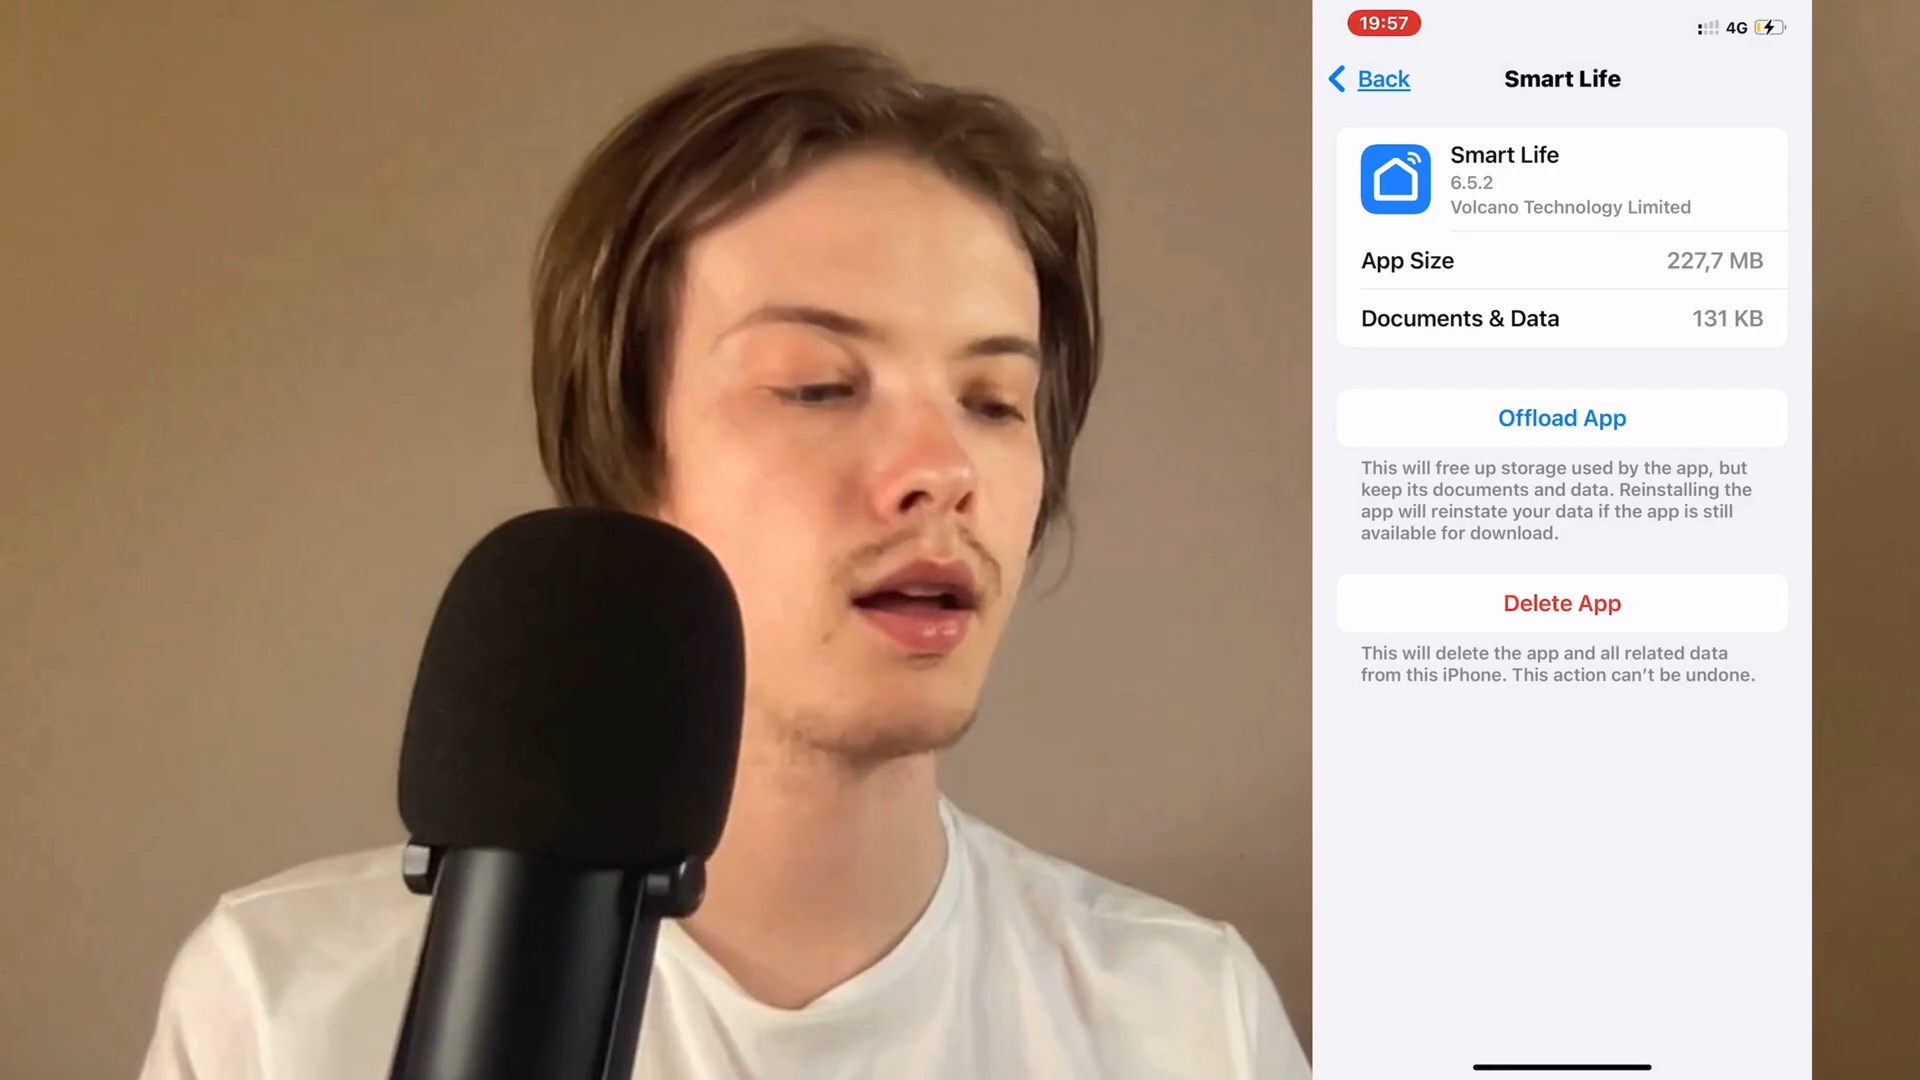 19:57
4G
Back
Smart Life
Smart Life
6.5.2
Volcano Technology Limited
App Size 227,7 MB
Documents & Data 131 KB
Offload App
This will free up storage used by the app, but
keep its documents and data. Reinstalling the
app will reinstate your data if the app is still
available for download.
Delete App
This will delete the app and all related data
from this iPhone. This action can’t be undone.